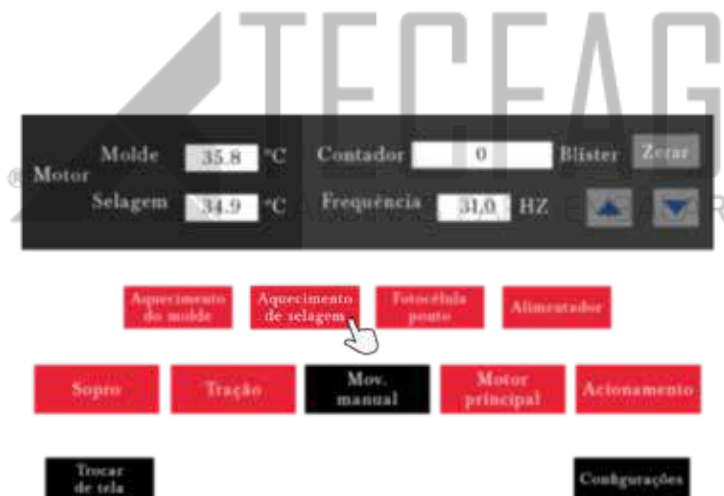 TECFAG
®
Molde 35.8 °C Contador 0 Blister Zerar
Motor
Selagem 34.9 °C Frequência 31.0 HZ
Aquecimento
do molde
Aquecimento
de selagem
Fotocélula
ponto
Alimentador
Sopro
Tração
Mov.
manual
Motor
principal
Acionamento
Trocar
de tela
Configurações